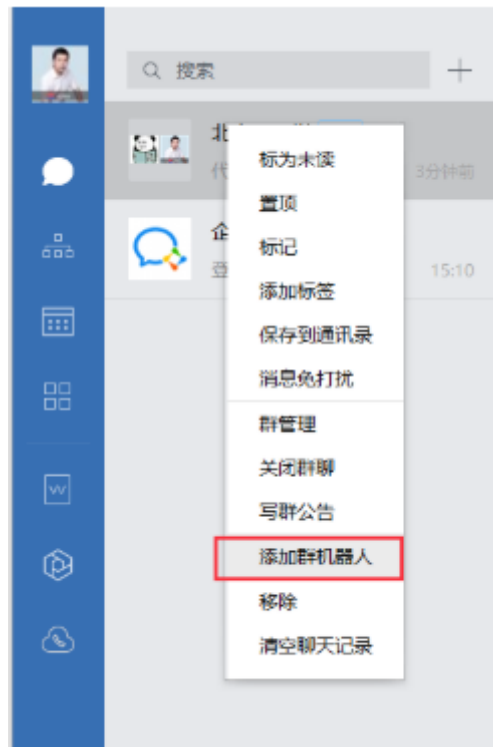 搜索
北
代
3分钟前
标为未读
置顶
企
标记
登
15:10
添加标签
保存到通讯录
消息免打扰
群管理
关闭群聊
写群公告
添加群机器人
移除
清空聊天记录
W